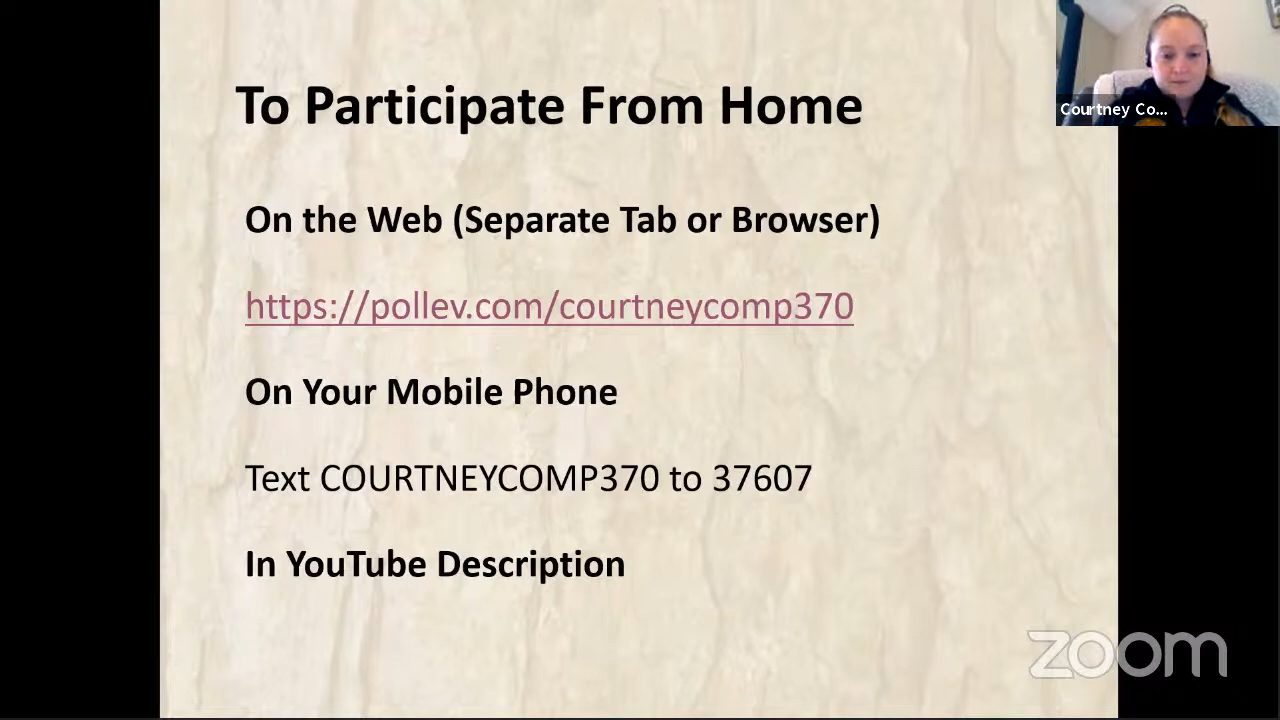 To Participate From Home
Courtney Co...
On the Web (Separate Tab or Browser)
https://pollev.com/courtneycomp370
On Your Mobile Phone
Text COURTNEYCOMP370 to 37607
In YouTube Description
zoom